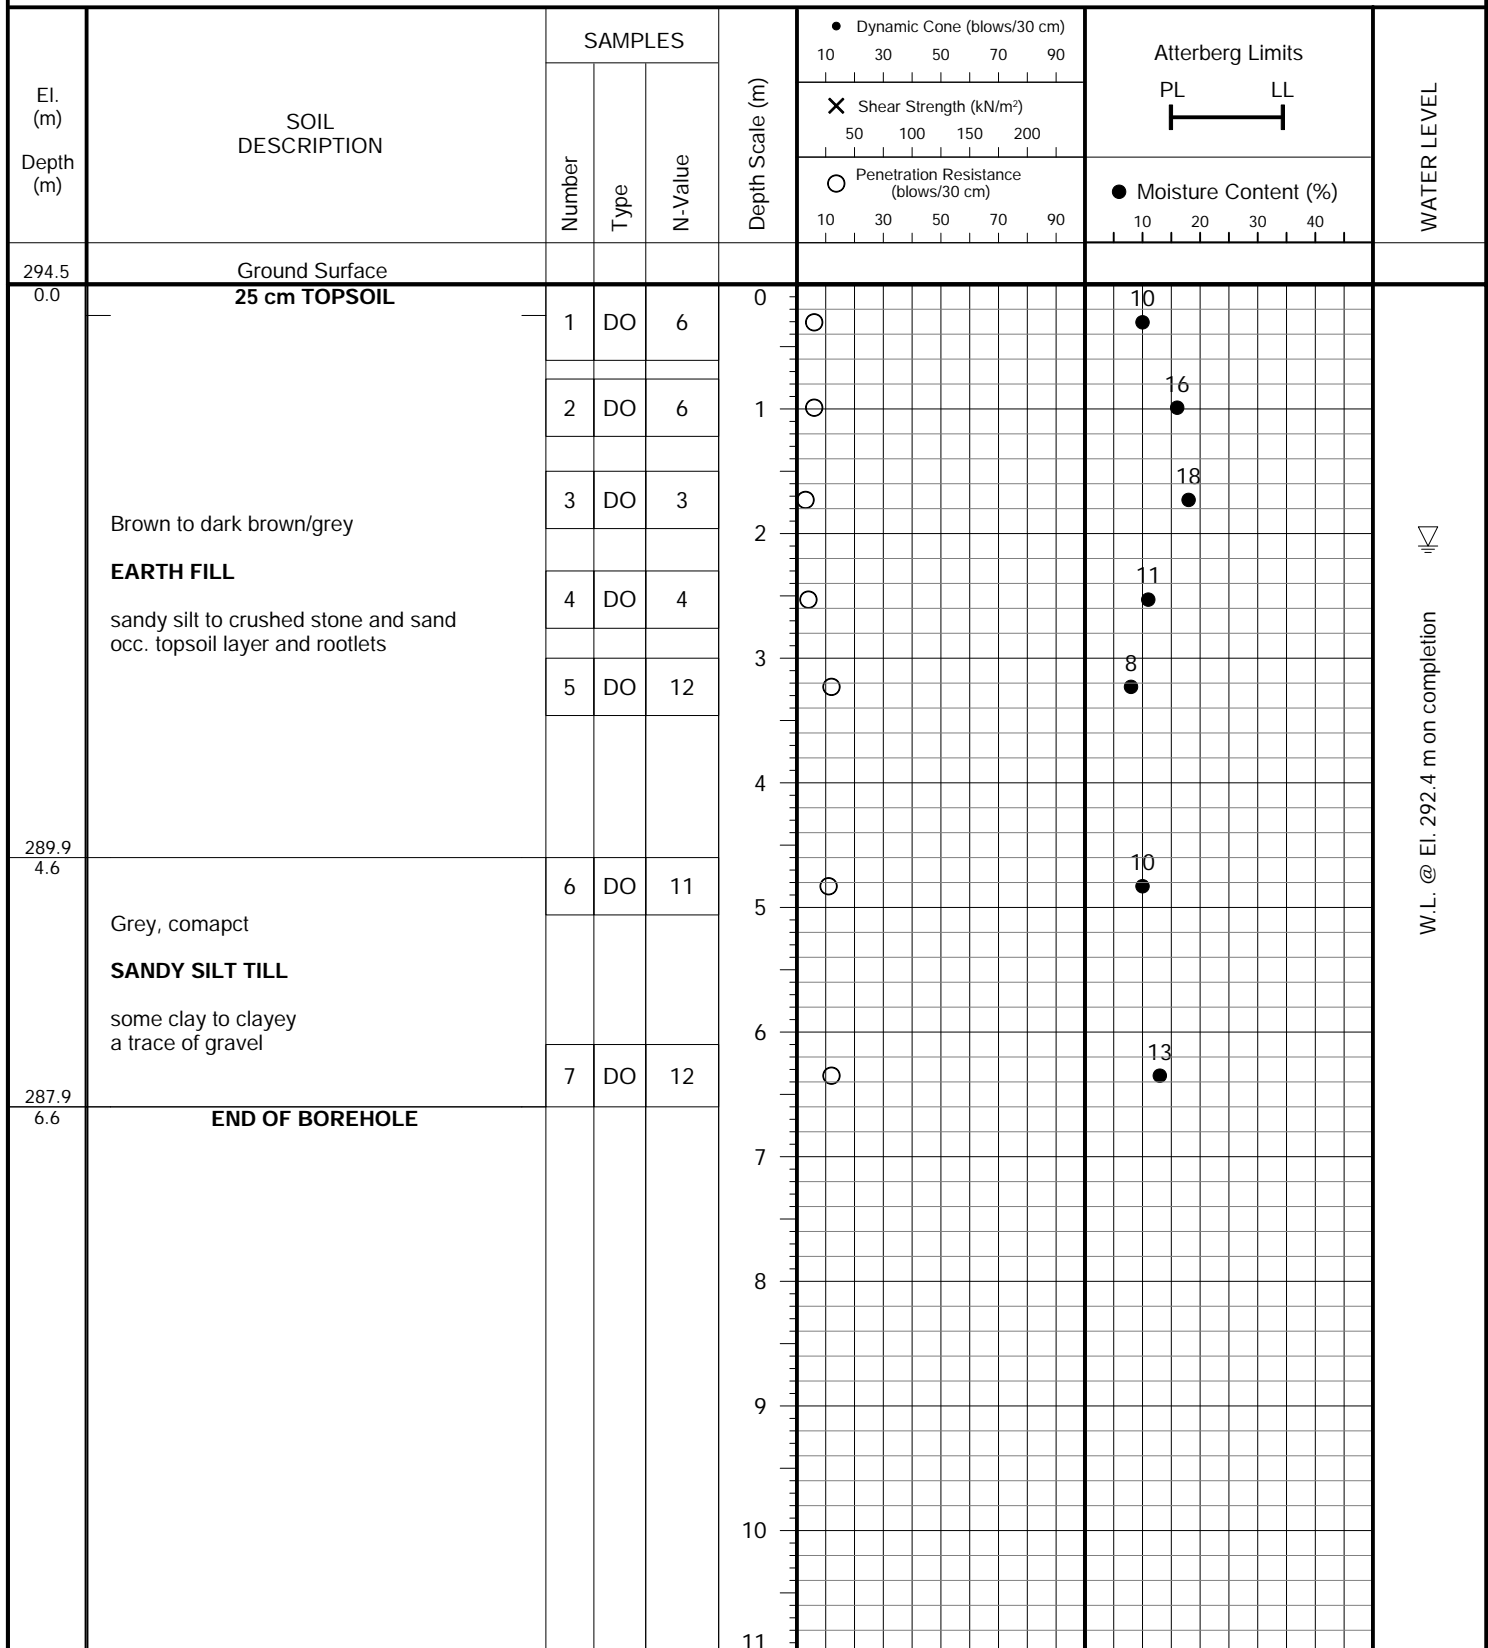 El.
(m)
Depth
(m)
SOIL
DESCRIPTION
SAMPLES
Number
Type
N-Value
Depth Scale (m)
Dynamic Cone (blows/30 cm)
10 30 50 70 90
Shear Strength (kN/m²)
50 100 150 200
Penetration Resistance
(blows/30 cm)
10 30 50 70 90
Atterberg Limits
PL LL
Moisture Content (%)
10 20 30 40
WATER LEVEL
294.5 Ground Surface
0.0 25 cm TOPSOIL 0 10
1 DO 6
16
2 DO 6 1
18
3 DO 3
Brown to dark brown/grey
2
EARTH FILL
11
4 DO 4
sandy silt to crushed stone and sand
occ. topsoil layer and rootlets
3 8
5 DO 12
4
289.9
4.6 10
6 DO 11
5
Grey, comapct
SANDY SILT TILL
some clay to clayey
6
a trace of gravel
13
7 DO 12
287.9
6.6 END OF BOREHOLE
7
8
9
10
11
W.L. @ El. 292.4 m on completion